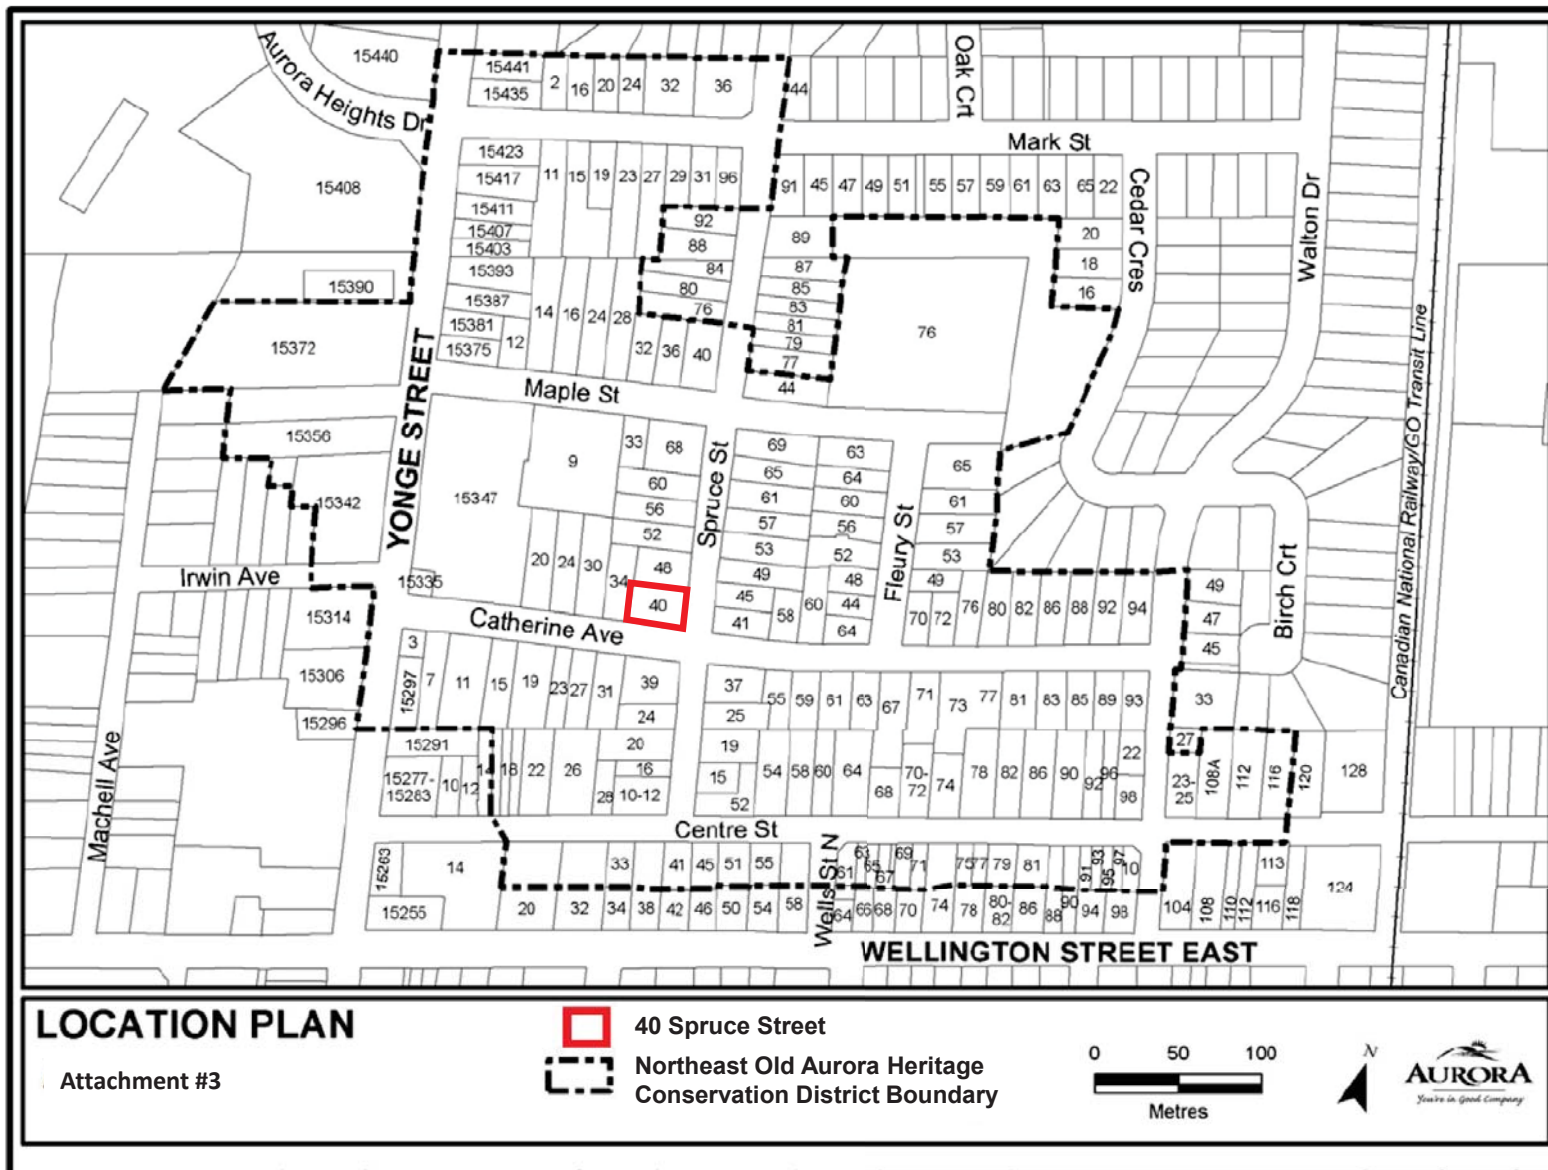 15440
Aurora Heights Dr
15441
15435
2 16 20 24 32 36
44
Oak Crt
Mark St
15408
15423
15417
15411
15407
15403
15393
15387
15381
15375
12
11 15 19 23 27 29 31 96
92
88
84
80
76
91 45 47 49 51 55 57 59 61 63 65 22
Cedar Cres
Walton Dr
89
87
85
83
81
79
77
44
20
18
16
76
15390
15372
14 16 24 28 32 36 40
YONGE STREET
Maple St
15356
15342
9
15347
33 68
60
56
52
48
40
20 24 30 34
Spruce St
69
65
61
57
53
49
45
41
58
60
63
64
60
56
52
48
44
64
Fleury St
65
61
57
53
49
70 72 76 80 82 86 88 92 94
Canadian National Railway/GO Transit Line
Irwin Ave
15335
Catherine Ave
49
47
45
Birch Crt
15314
15306
15296
3
15297
7 11 15 19 23 27 31 39
24
37
25
55 59 61 63 67 71 73 77 81 83 85 89 93
33
27
Machell Ave
15291
15277-
15283
10 12 14 18 22 26
20
16
28 10-12
19
15
52
54 58 60 64 68
70-
72
74 78 82 86 90 92 96
22
98
23-
25
108A 112 116 120 128
Centre St
15263
14
15255
33 41 45 51 55
Wells St N
61 63 65 67 69 71 75 77 79 81 91 93 95 97 10
113
124
20 32 34 38 42 46 50 54 58
64 66 68 70 74 78
80-
82
86 88 90 94 98
104 108 110 112 116 118
WELLINGTON STREET EAST
LOCATION PLAN
Attachment #3
40 Spruce Street
Northeast Old Aurora Heritage
Conservation District Boundary
0 50 100
Metres
N
AURORA
You're in Good Company